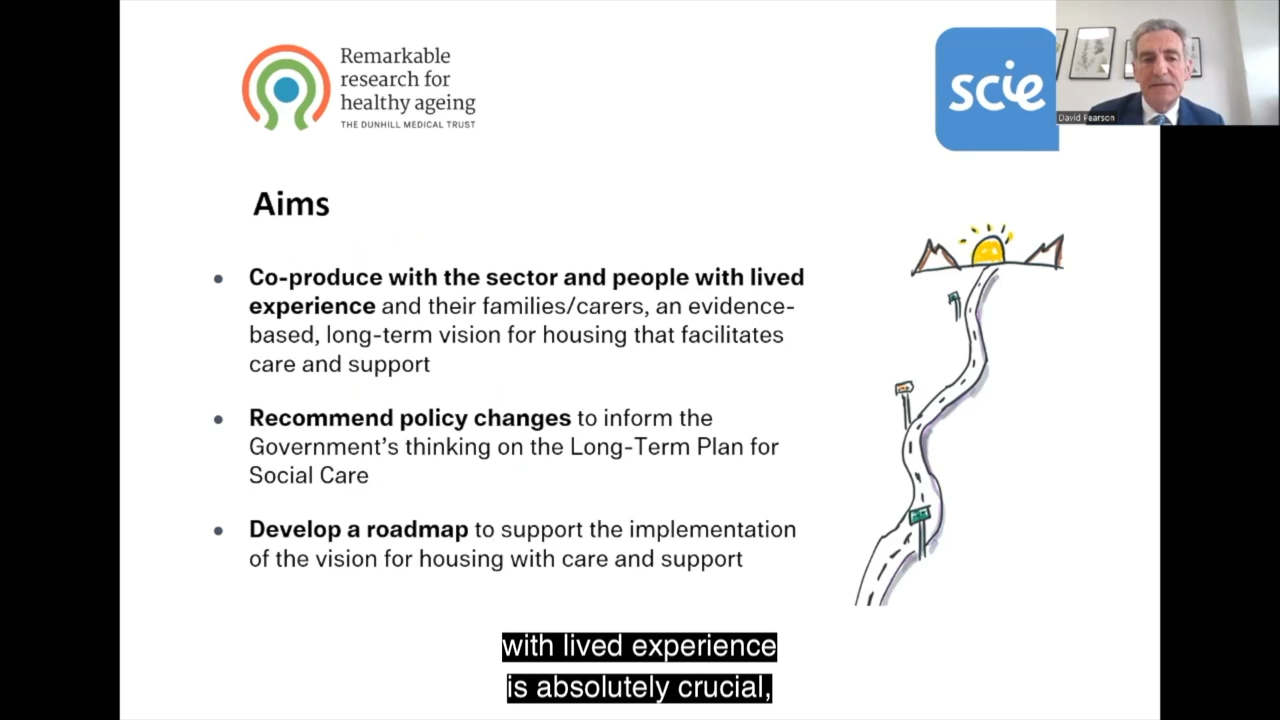 Remarkable
research for
healthy ageing
THE DUNHILL MEDICAL TRUST
scie
David Pearson
Aims
• Co-produce with the sector and people with lived
experience and their families/carers, an evidence-
based, long-term vision for housing that facilitates
care and support
• Recommend policy changes to inform the
Government's thinking on the Long-Term Plan for
Social Care
• Develop a roadmap to support the implementation
of the vision for housing with care and support
with lived experience
is absolutely crucial,